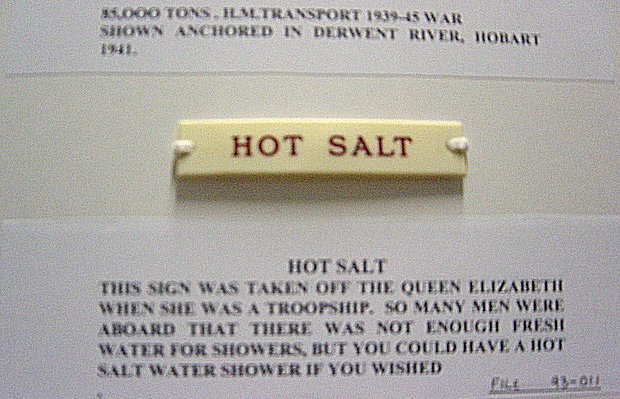 85,000 TONS. H.M.TRANSPORT 1939-45 WAR
SHOWN ANCHORED IN DERWENT RIVER, HOBART
1941.
HOT SALT
HOT SALT
THIS SIGN WAS TAKEN OFF THE QUEEN ELIZABETH
WHEN SHE WAS A TROOPSHIP. SO MANY MEN WERE
ABOARD THAT THERE WAS NOT ENOUGH FRESH
WATER FOR SHOWERS, BUT YOU COULD HAVE A HOT
SALT WATER SHOWER IF YOU WISHED
FILE 93-011